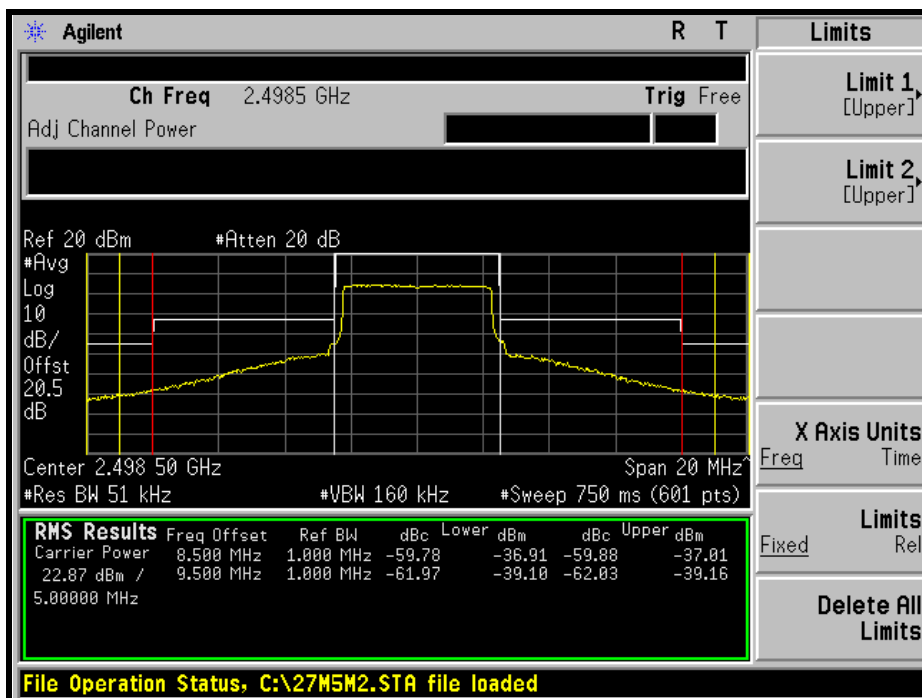 Agilent R T
Ch Freq 2.4985 GHz Trig Free
Adj Channel Power
Ref 20 dBm #Atten 20 dB
#Avg
Log
10
dB/
Offst
20.5
dB
Center 2.498 50 GHz Span 20 MHz^
#Res BW 51 kHz #VBW 160 kHz #Sweep 750 ms (601 pts)
RMS Results Freq Offset Ref BW dBc Lower dBm dBc Upper dBm
Carrier Power 8.500 MHz 1.000 MHz -59.78 -36.91 -59.88 -37.01
22.87 dBm / 9.500 MHz 1.000 MHz -61.97 -39.10 -62.03 -39.16
5.00000 MHz
File Operation Status, C:\27M5M2.STA file loaded
Limits
Limit 1
[Upper]
Limit 2
[Upper]
X Axis Units
Freq Time
Limits
Fixed Rel
Delete All
Limits